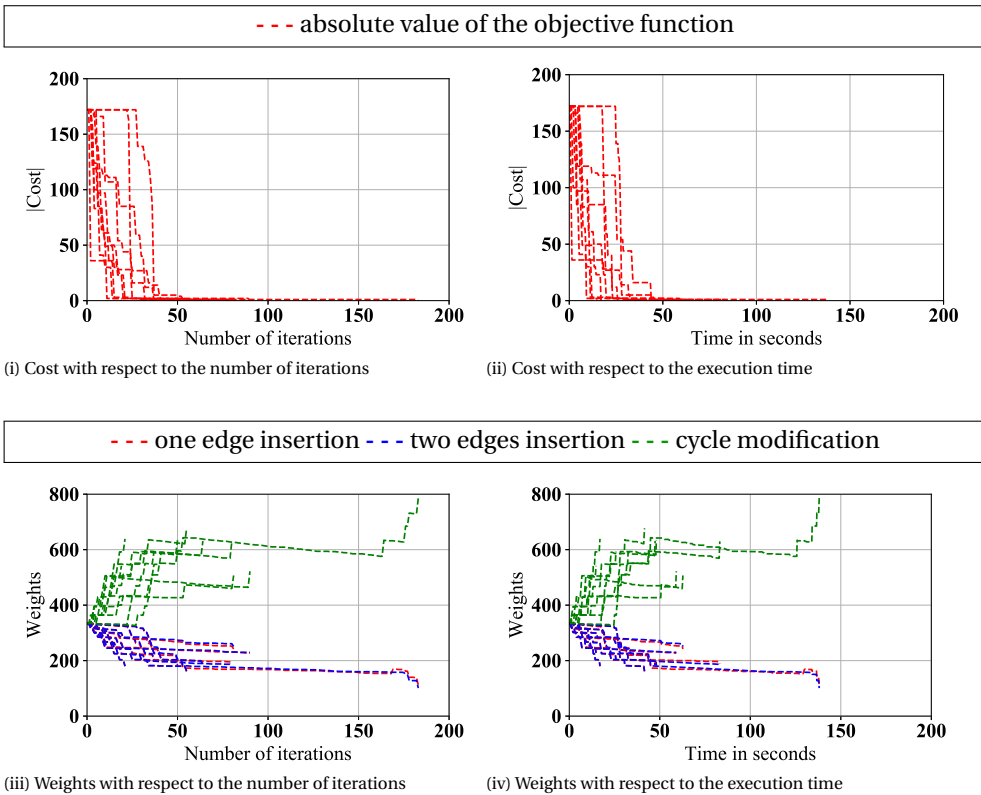 --- absolute value of the objective function
200
150
100
50
0
|Cost|
0 50 100 150 200
Number of iterations
(i) Cost with respect to the number of iterations
200
150
100
50
0
|Cost|
0 50 100 150 200
Time in seconds
(ii) Cost with respect to the execution time
--- one edge insertion --- two edges insertion --- cycle modification
800
600
400
200
0
Weights
0 50 100 150 200
Number of iterations
(iii) Weights with respect to the number of iterations
800
600
400
200
0
Weights
0 50 100 150 200
Time in seconds
(iv) Weights with respect to the execution time